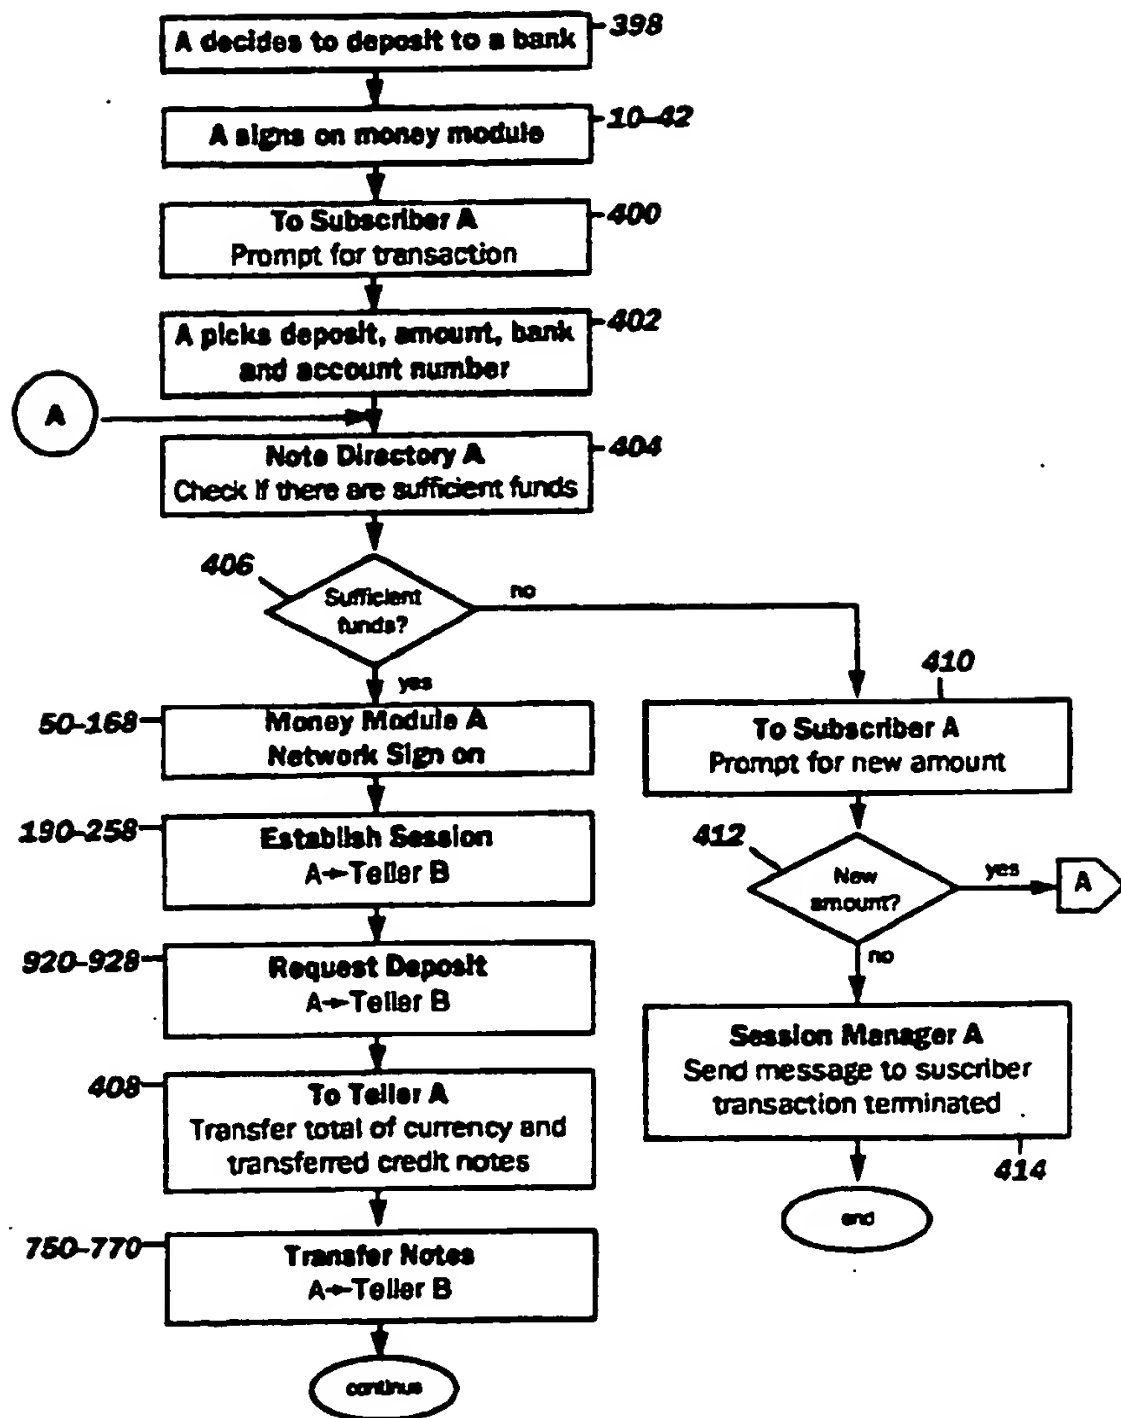 A decides to deposit to a bank
398
A signs on money module
10-42
To Subscriber A
Prompt for transaction
400
A picks deposit, amount, bank
and account number
402
A
Note Directory A
Check if there are sufficient funds
404
406
Sufficient
funds?
no
yes
50-168
Money Module A
Network Sign on
190-258
Establish Session
A→Teller B
920-928
Request Deposit
A→Teller B
408
To Teller A
Transfer total of currency and
transferred credit notes
750-770
Transfer Notes
A→Teller B
continue
410
To Subscriber A
Prompt for new amount
412
New
amount?
yes
A
no
Session Manager A
Send message to suscriber
transaction terminated
414
end